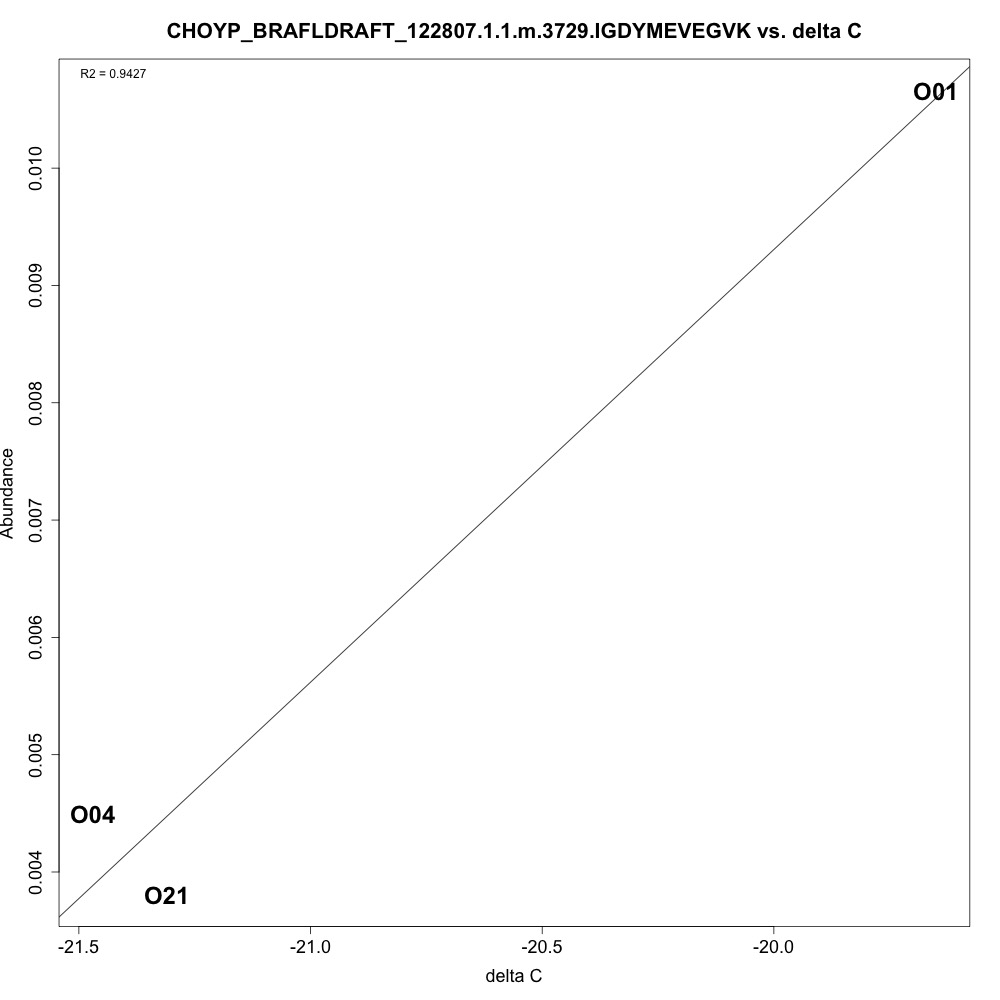 CHOYP_BRAFLDRAFT_122807.1.1.m.3729.IGDYMEVEGVK vs. delta C
R2 = 0.9427
O01
0.010
0.009
0.008
Abundance
0.007
0.006
0.005
O04
0.004
O21
-21.5 -21.0 -20.5 -20.0
delta C